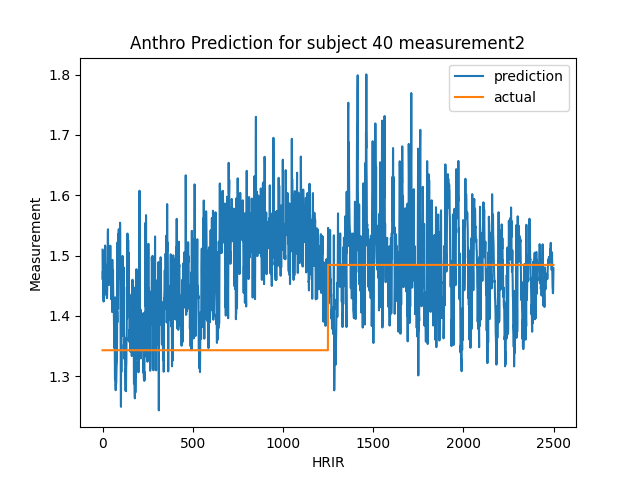 Anthro Prediction for subject 40 measurement2
prediction
actual
1.8
1.7
1.6
1.5
1.4
1.3
Measurement
0
500
1000
1500
2000
2500
HRIR